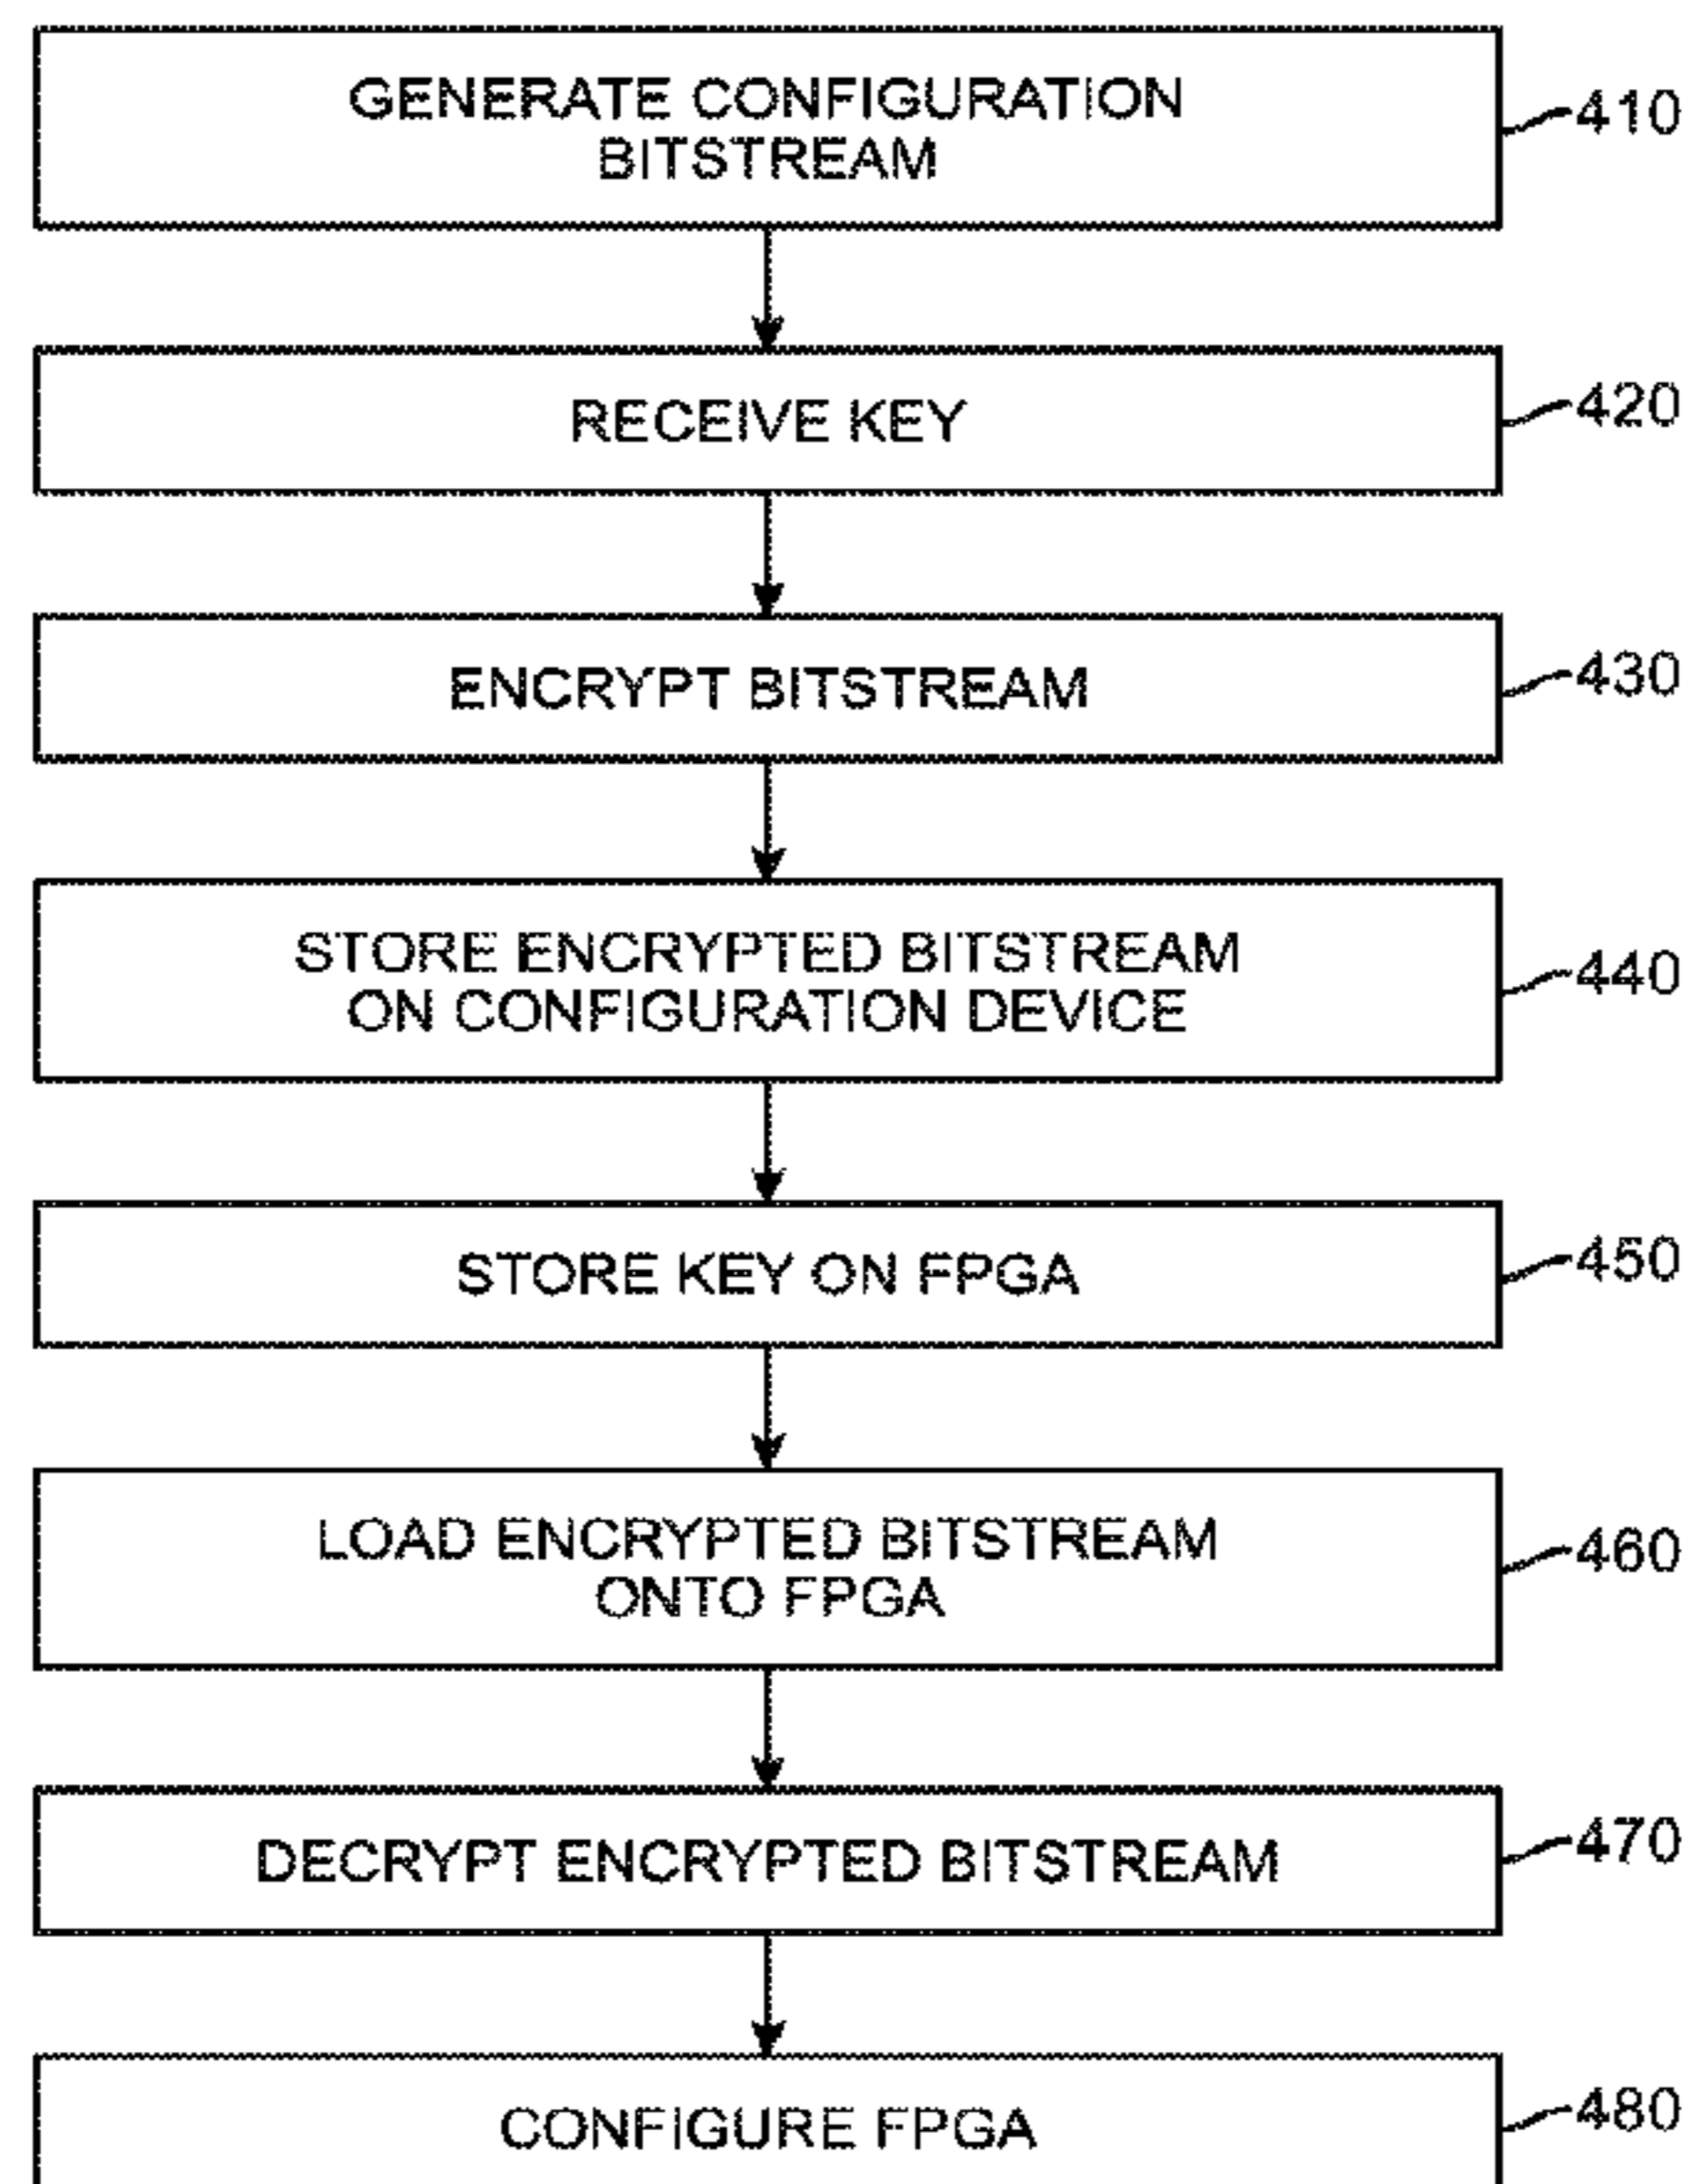 GENERATE CONFIGURATION
BITSTREAM
410
RECEIVE KEY
420
ENCRYPT BITSTREAM
430
STORE ENCRYPTED BITSTREAM
ON CONFIGURATION DEVICE
440
STORE KEY ON FPGA
450
LOAD ENCRYPTED BITSTREAM
ONTO FPGA
460
DECRYPT ENCRYPTED BITSTREAM
470
CONFIGURE FPGA
480